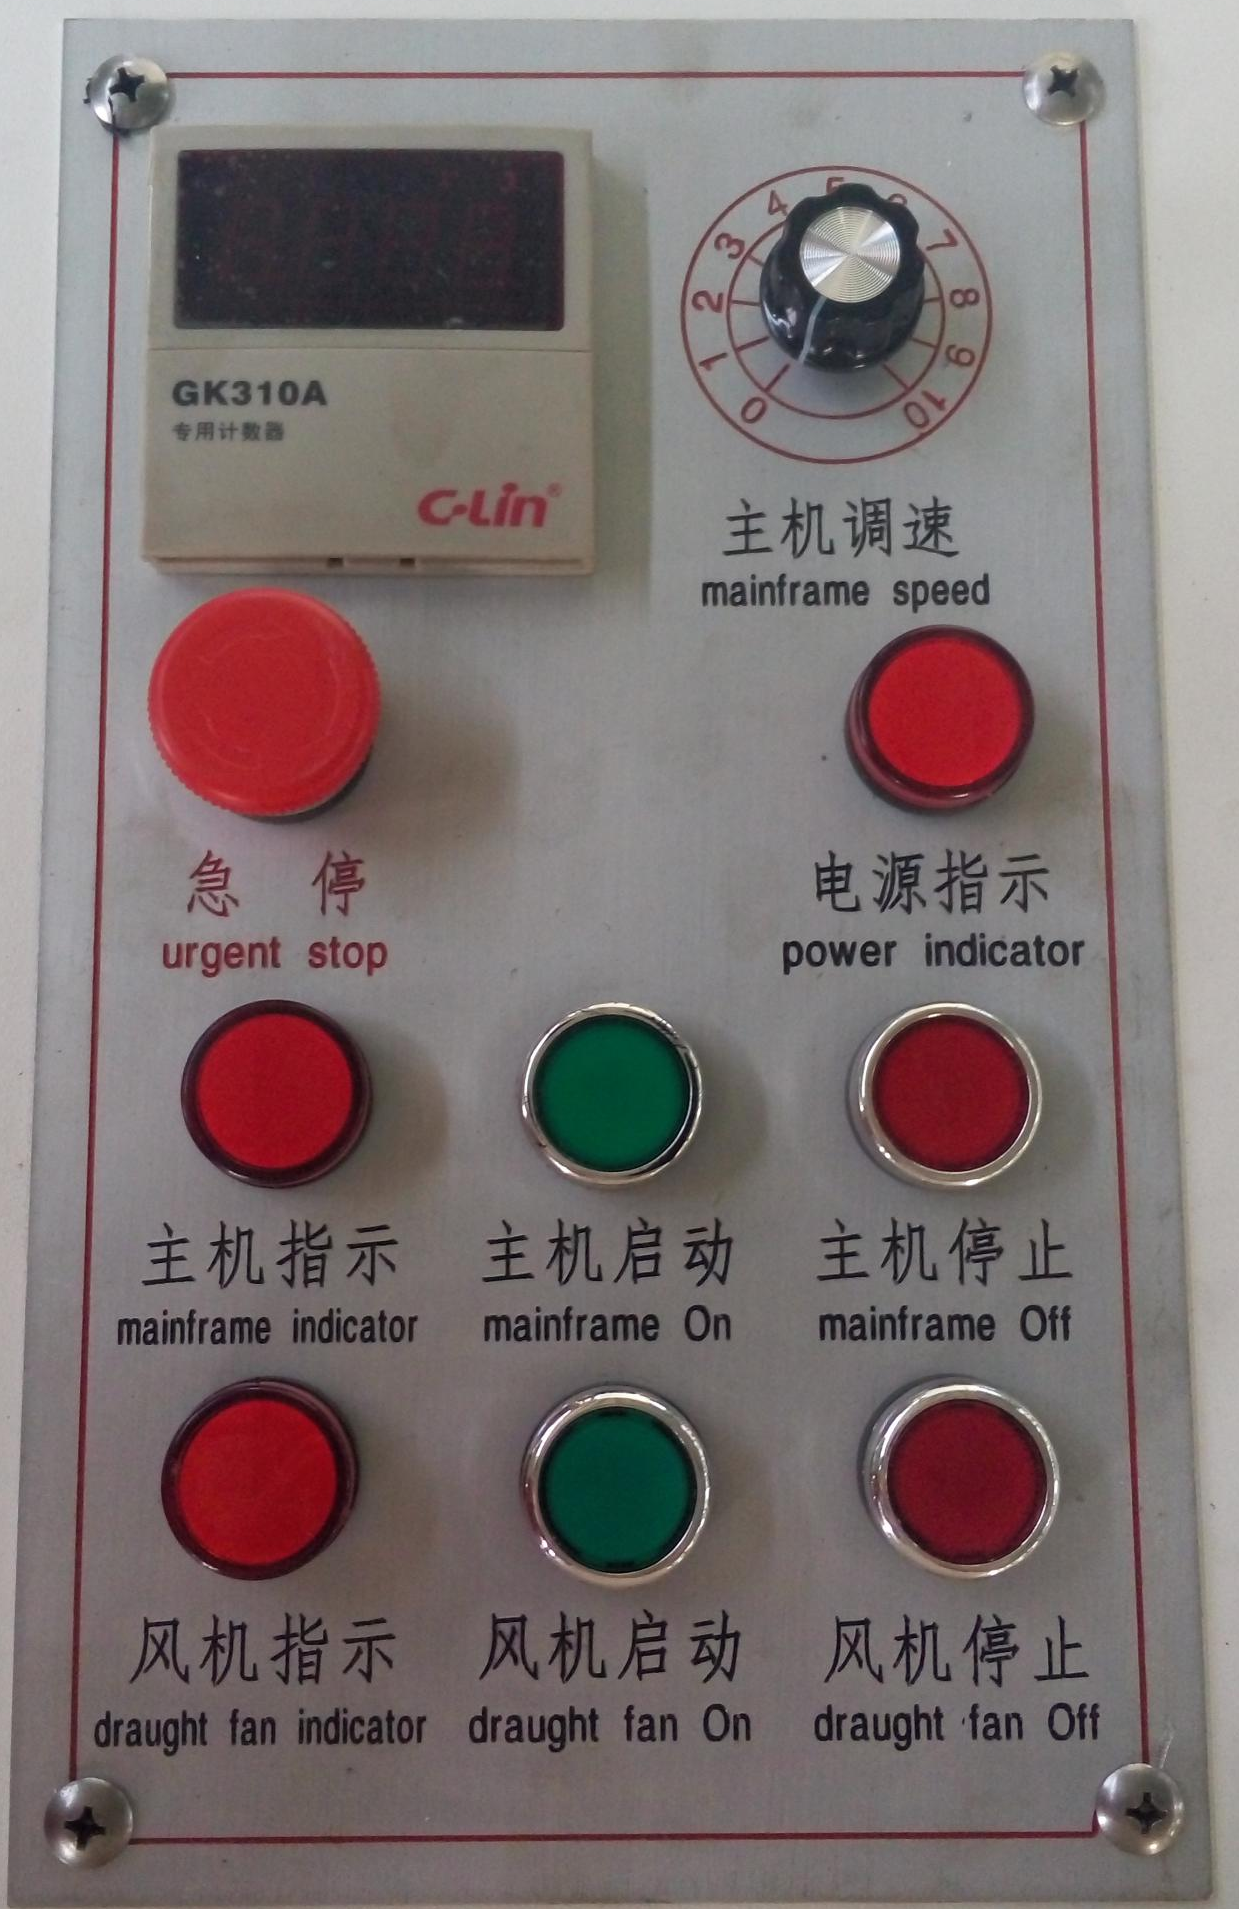 GK310A
专用计数器
C-Lin®
0 1 2 3 4 5 6 7 8 9 10
主机调速
mainframe speed
急 停
urgent stop
电源指示
power indicator
主机指示 主机启动 主机停止
mainframe indicator mainframe On mainframe Off
风机指示 风机启动 风机停止
draught fan indicator draught fan On draught fan Off